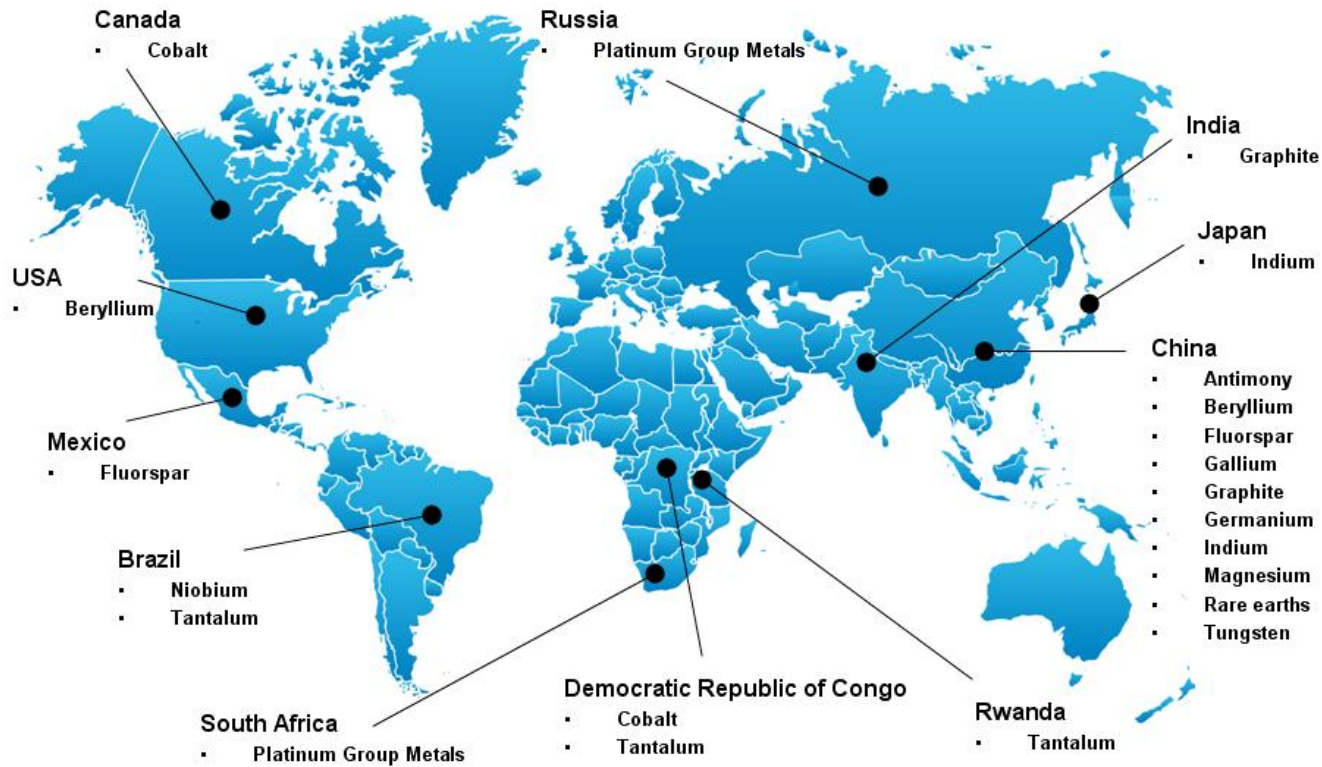 Canada
▪ Cobalt
Russia
▪ Platinum Group Metals
India
▪ Graphite
Japan
▪ Indium
USA
▪ Beryllium
China
▪ Antimony
▪ Beryllium
▪ Fluorspar
▪ Gallium
▪ Graphite
▪ Germanium
▪ Indium
▪ Magnesium
▪ Rare earths
▪ Tungsten
Mexico
▪ Fluorspar
Brazil
▪ Niobium
▪ Tantalum
South Africa
▪ Platinum Group Metals
Democratic Republic of Congo
▪ Cobalt
▪ Tantalum
Rwanda
▪ Tantalum